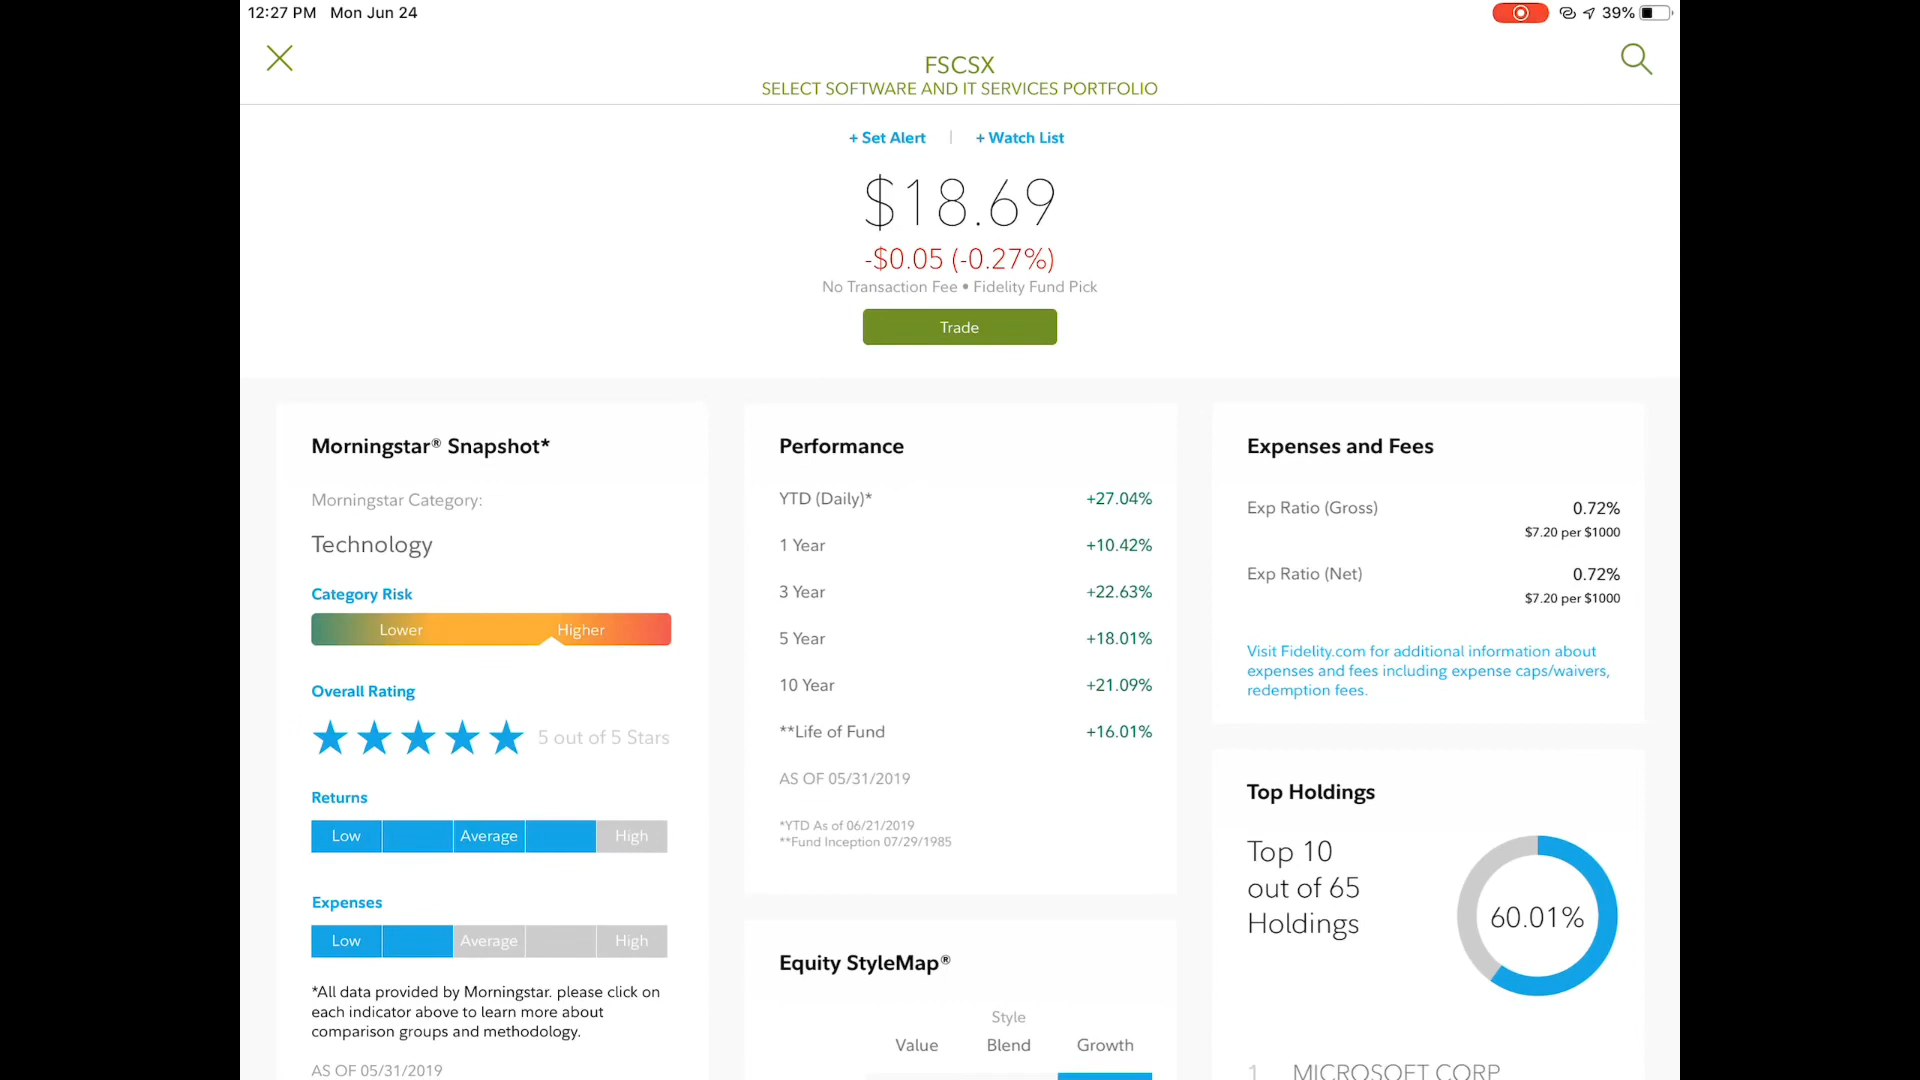 12:27 PM Mon Jun 24
39%
FSCSX
SELECT SOFTWARE AND IT SERVICES PORTFOLIO
+ Set Alert | + Watch List
$18.69
-$0.05 (-0.27%)
No Transaction Fee • Fidelity Fund Pick
Trade
Morningstar® Snapshot*
Morningstar Category:
Technology
Category Risk
Lower Higher
Overall Rating
5 out of 5 Stars
Returns
Low Average High
Expenses
Low Average High
*All data provided by Morningstar. please click on
each indicator above to learn more about
comparison groups and methodology.
AS OF 05/31/2019
Performance
YTD (Daily)* +27.04%
1 Year +10.42%
3 Year +22.63%
5 Year +18.01%
10 Year +21.09%
**Life of Fund +16.01%
AS OF 05/31/2019
*YTD As of 06/21/2019
**Fund Inception 07/29/1985
Equity StyleMap®
Style
Value Blend Growth
Expenses and Fees
Exp Ratio (Gross) 0.72%
$7.20 per $1000
Exp Ratio (Net) 0.72%
$7.20 per $1000
Visit Fidelity.com for additional information about
expenses and fees including expense caps/waivers,
redemption fees.
Top Holdings
Top 10
out of 65
Holdings
60.01%
1 MICROSOFT CORP